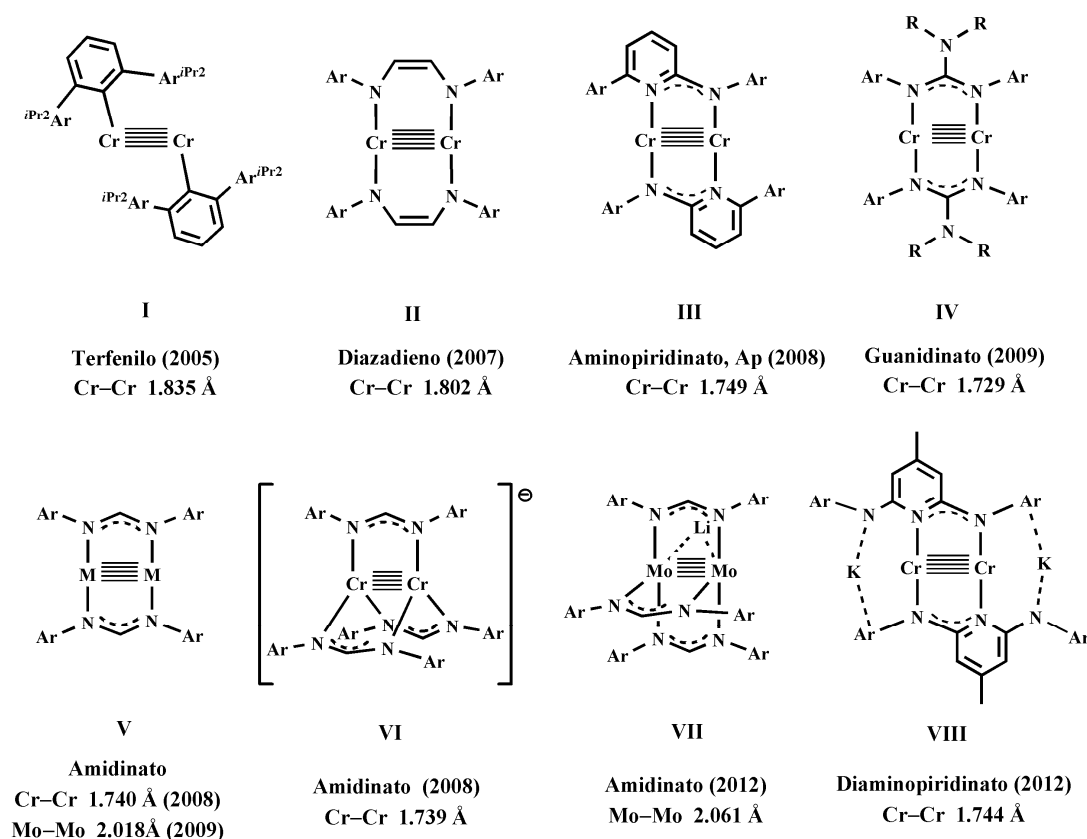 Ar^iPr2
^iPr2Ar
Cr Cr
Ar^iPr2
^iPr2Ar
I
Terfenilo (2005)
Cr–Cr 1.835 Å
Ar Ar
N N
Cr Cr
N N
Ar Ar
II
Diazadieno (2007)
Cr–Cr 1.802 Å
Ar N N Ar
Cr Cr
N N
Ar Ar
III
Aminopiridinato, Ap (2008)
Cr–Cr 1.749 Å
R R
N
Ar N N Ar
Cr Cr
Ar N N Ar
N
R R
IV
Guanidinato (2009)
Cr–Cr 1.729 Å
Ar Ar
N N
M M
N N
Ar Ar
V
Amidinato
Cr–Cr 1.740 Å (2008)
Mo–Mo 2.018Å (2009)
⊖
Ar Ar
N N
Cr Cr
N Ar N N Ar
Ar N Ar
VI
Amidinato (2008)
Cr–Cr 1.739 Å
Ar Ar
N N
Li
Mo Mo
Ar N N Ar
N N
Ar Ar
VII
Amidinato (2012)
Mo–Mo 2.061 Å
Ar Ar
N N N
K Cr Cr K
N N N
Ar Ar
VIII
Diaminopiridinato (2012)
Cr–Cr 1.744 Å